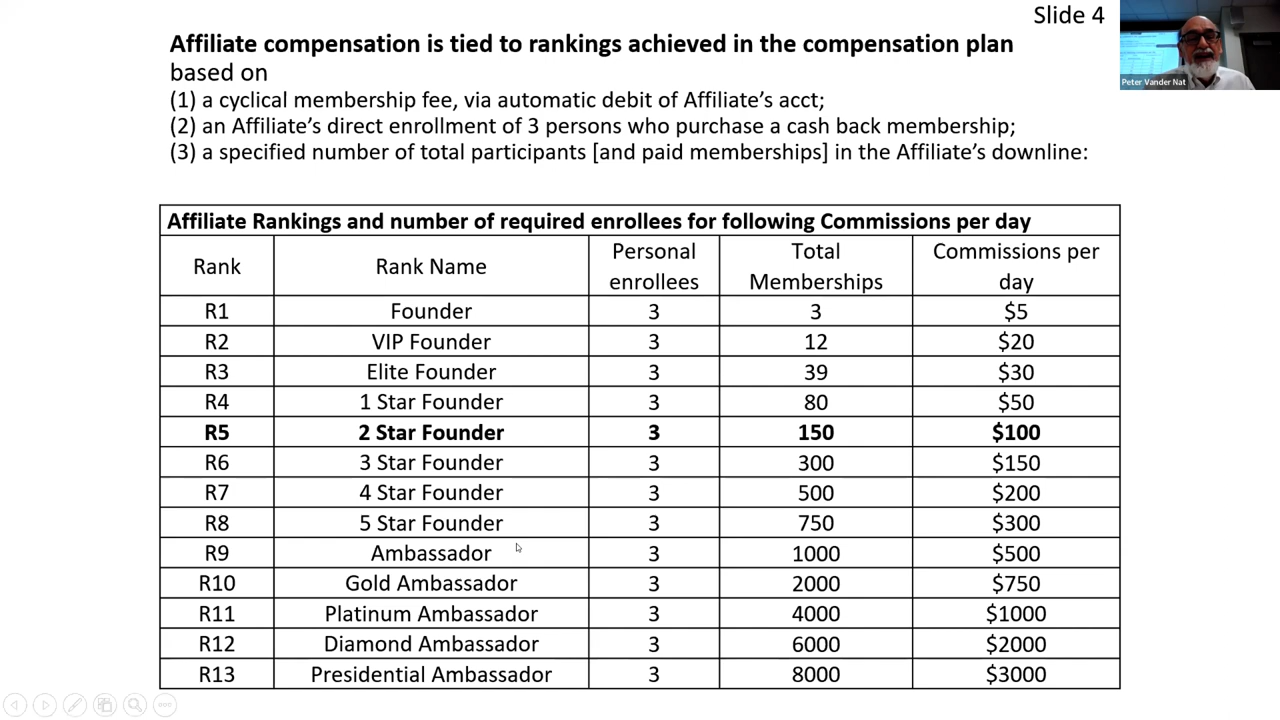 Slide 4
Peter Vander Nat
Affiliate compensation is tied to rankings achieved in the compensation plan
based on
(1) a cyclical membership fee, via automatic debit of Affiliate's acct;
(2) an Affiliate's direct enrollment of 3 persons who purchase a cash back membership;
(3) a specified number of total participants [and paid memberships] in the Affiliate's downline:
Affiliate Rankings and number of required enrollees for following Commissions per day
Rank Rank Name Personal enrollees Total Memberships Commissions per day
R1 Founder 3 3 $5
R2 VIP Founder 3 12 $20
R3 Elite Founder 3 39 $30
R4 1 Star Founder 3 80 $50
R5 2 Star Founder 3 150 $100
R6 3 Star Founder 3 300 $150
R7 4 Star Founder 3 500 $200
R8 5 Star Founder 3 750 $300
R9 Ambassador 3 1000 $500
R10 Gold Ambassador 3 2000 $750
R11 Platinum Ambassador 3 4000 $1000
R12 Diamond Ambassador 3 6000 $2000
R13 Presidential Ambassador 3 8000 $3000